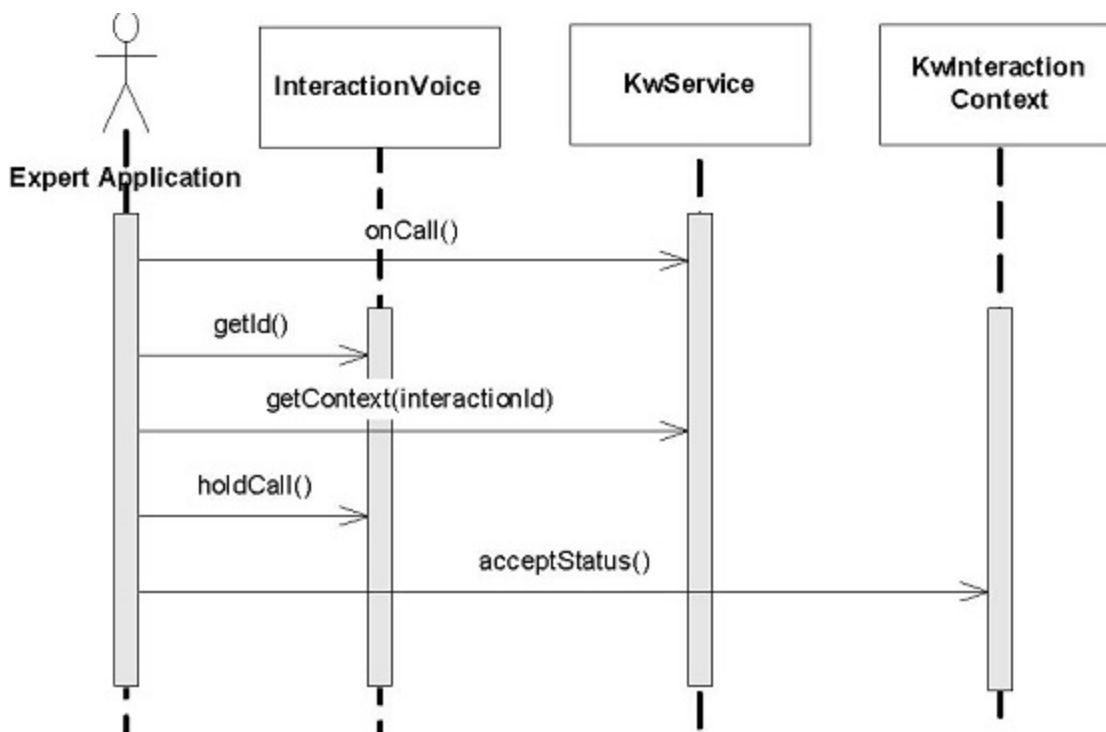 InteractionVoice
KwService
KwInteraction
Context
Expert Application
onCall()
getId()
getContext(interactionId)
holdCall()
acceptStatus()